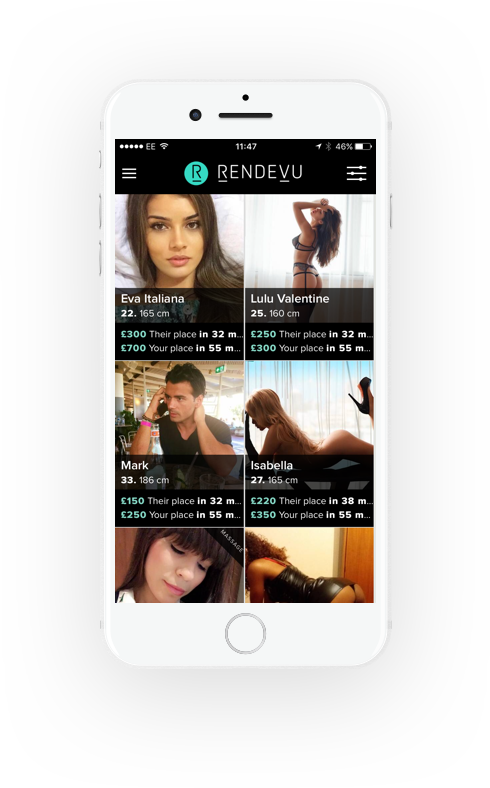 EE 11:47 46%
RENDEVU
Eva Italiana
22. 165 cm
£300 Their place in 32 m...
£700 Your place in 55 m...
Lulu Valentine
25. 160 cm
£250 Their place in 32 m...
£300 Your place in 55 m...
Mark
33. 186 cm
£150 Their place in 32 m...
£250 Your place in 55 m...
Isabella
27. 165 cm
£220 Their place in 38 m...
£350 Your place in 55 m...
MASSAGE